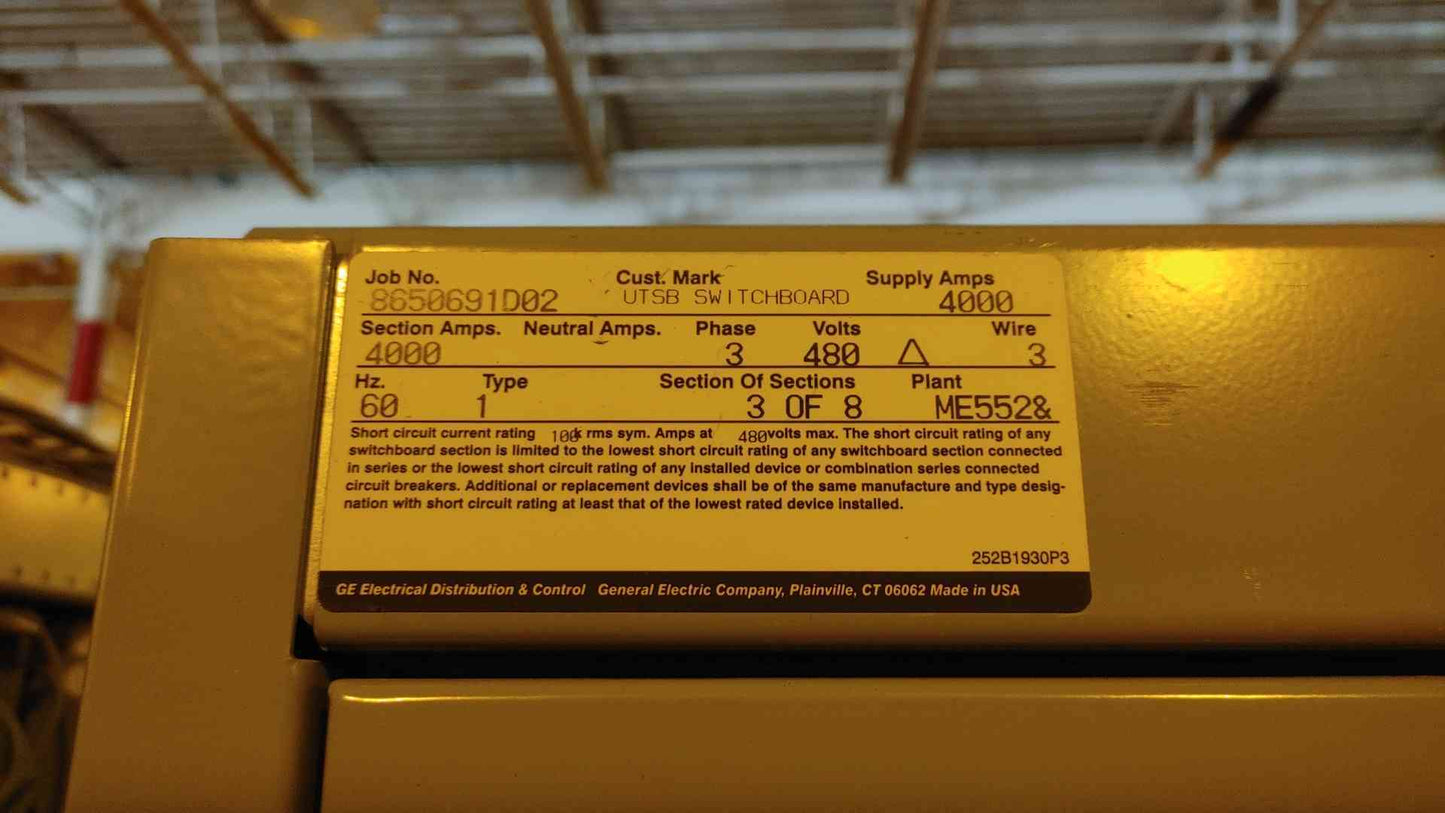 Job No. Cust. Mark Supply Amps
8650691D02 UTSB SWITCHBOARD 4000
Section Amps. Neutral Amps. Phase Volts Wire
4000 3 480 △ 3
Hz. Type Section Of Sections Plant
60 1 3 OF 8 ME552&
Short circuit current rating 100k rms sym. Amps at 480volts max. The short circuit rating of any
switchboard section is limited to the lowest short circuit rating of any switchboard section connected
in series or the lowest short circuit rating of any installed device or combination series connected
circuit breakers. Additional or replacement devices shall be of the same manufacture and type desig-
nation with short circuit rating at least that of the lowest rated device installed.
252B1930P3
GE Electrical Distribution & Control General Electric Company, Plainville, CT 06062 Made in USA